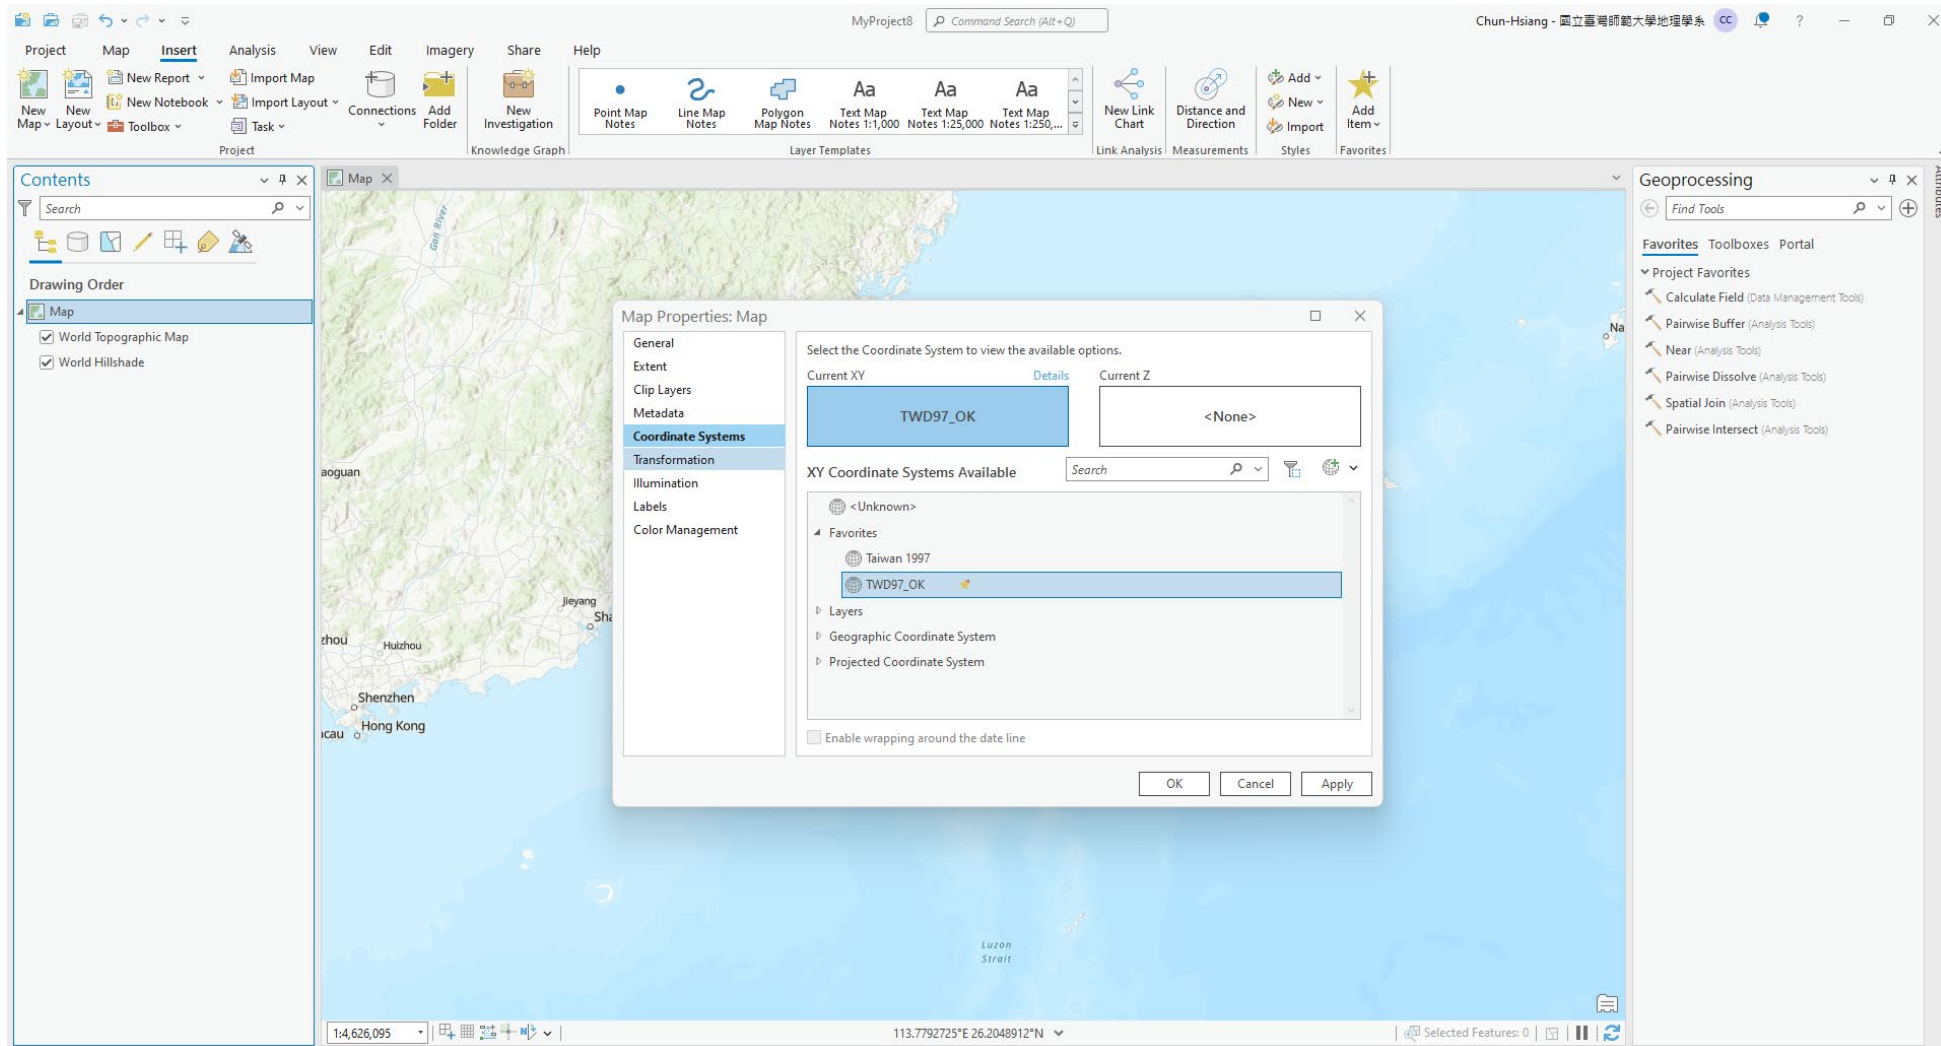 MyProject8
Command Search (Alt+Q)
Chun-Hsiang - 國立臺灣師範大學地理學系
CC
?
Project Map Insert Analysis View Edit Imagery Share Help
New Map
New Layout
New Report
New Notebook
Toolbox
Import Map
Import Layout
Task
Connections
Add Folder
New Investigation
Point Map Notes
Line Map Notes
Polygon Map Notes
Aa Text Map Notes 1:1,000
Aa Text Map Notes 1:25,000
Aa Text Map Notes 1:250,...
New Link Chart
Distance and Direction
Add
New
Import
Add Item
Project
Knowledge Graph
Layer Templates
Link Analysis
Measurements
Styles
Favorites
Contents
Search
Drawing Order
Map
World Topographic Map
World Hillshade
Map
Gan River
aoguan
Jieyang
Sha
zhou
Huizhou
Shenzhen
Hong Kong
acau
Na
Luzon
Strait
Map Properties: Map
General
Extent
Clip Layers
Metadata
Coordinate Systems
Transformation
Illumination
Labels
Color Management
Select the Coordinate System to view the available options.
Current XY Details Current Z
TWD97_OK <None>
XY Coordinate Systems Available Search
<Unknown>
Favorites
Taiwan 1997
TWD97_OK
Layers
Geographic Coordinate System
Projected Coordinate System
Enable wrapping around the date line
OK Cancel Apply
Geoprocessing
Find Tools
Favorites Toolboxes Portal
Project Favorites
Calculate Field (Data Management Tools)
Pairwise Buffer (Analysis Tools)
Near (Analysis Tools)
Pairwise Dissolve (Analysis Tools)
Spatial Join (Analysis Tools)
Pairwise Intersect (Analysis Tools)
1:4,626,095
N
113.7792725°E 26.2048912°N
Selected Features: 0